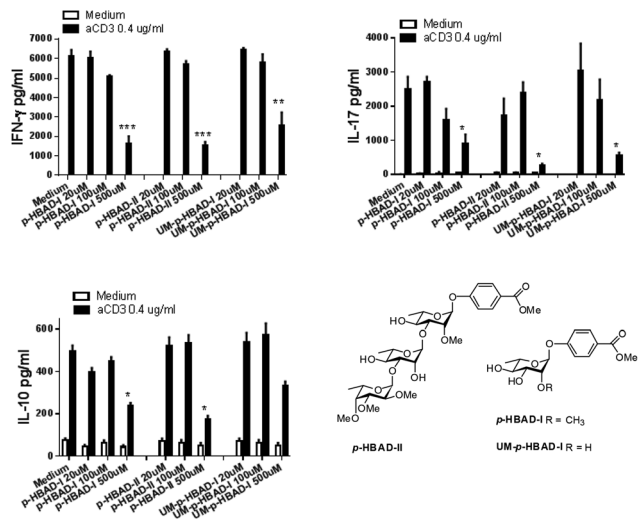 Medium
aCD3 0.4 ug/ml
IFN-γ pg/ml
7000
6000
5000
4000
3000
2000
1000
0
***
***
**
Medium
p-HBAD-I 20uM
p-HBAD-I 100uM
p-HBAD-I 500uM
p-HBAD-II 20uM
p-HBAD-II 100uM
p-HBAD-II 500uM
UM-p-HBAD-I 20uM
UM-p-HBAD-I 100uM
UM-p-HBAD-I 500uM
Medium
aCD3 0.4 ug/ml
IL-17 pg/ml
4000
3000
2000
1000
0
*
*
*
Medium
p-HBAD-I 20uM
p-HBAD-I 100uM
p-HBAD-I 500uM
p-HBAD-II 20uM
p-HBAD-II 100uM
p-HBAD-II 500uM
UM-p-HBAD-I 20uM
UM-p-HBAD-I 100uM
UM-p-HBAD-I 500uM
Medium
aCD3 0.4 ug/ml
IL-10 pg/ml
600
400
200
0
*
*
Medium
p-HBAD-I 20uM
p-HBAD-I 100uM
p-HBAD-I 500uM
p-HBAD-II 20uM
p-HBAD-II 100uM
p-HBAD-II 500uM
UM-p-HBAD-I 20uM
UM-p-HBAD-I 100uM
UM-p-HBAD-I 500uM
O
O
OMe
O
HO
O
OMe
O
HO
O
OH
O
O
OMe
MeO
MeO
p-HBAD-II
O
O
OMe
O
HO
HO
OR
p-HBAD-I R = CH3
UM-p-HBAD-I R = H